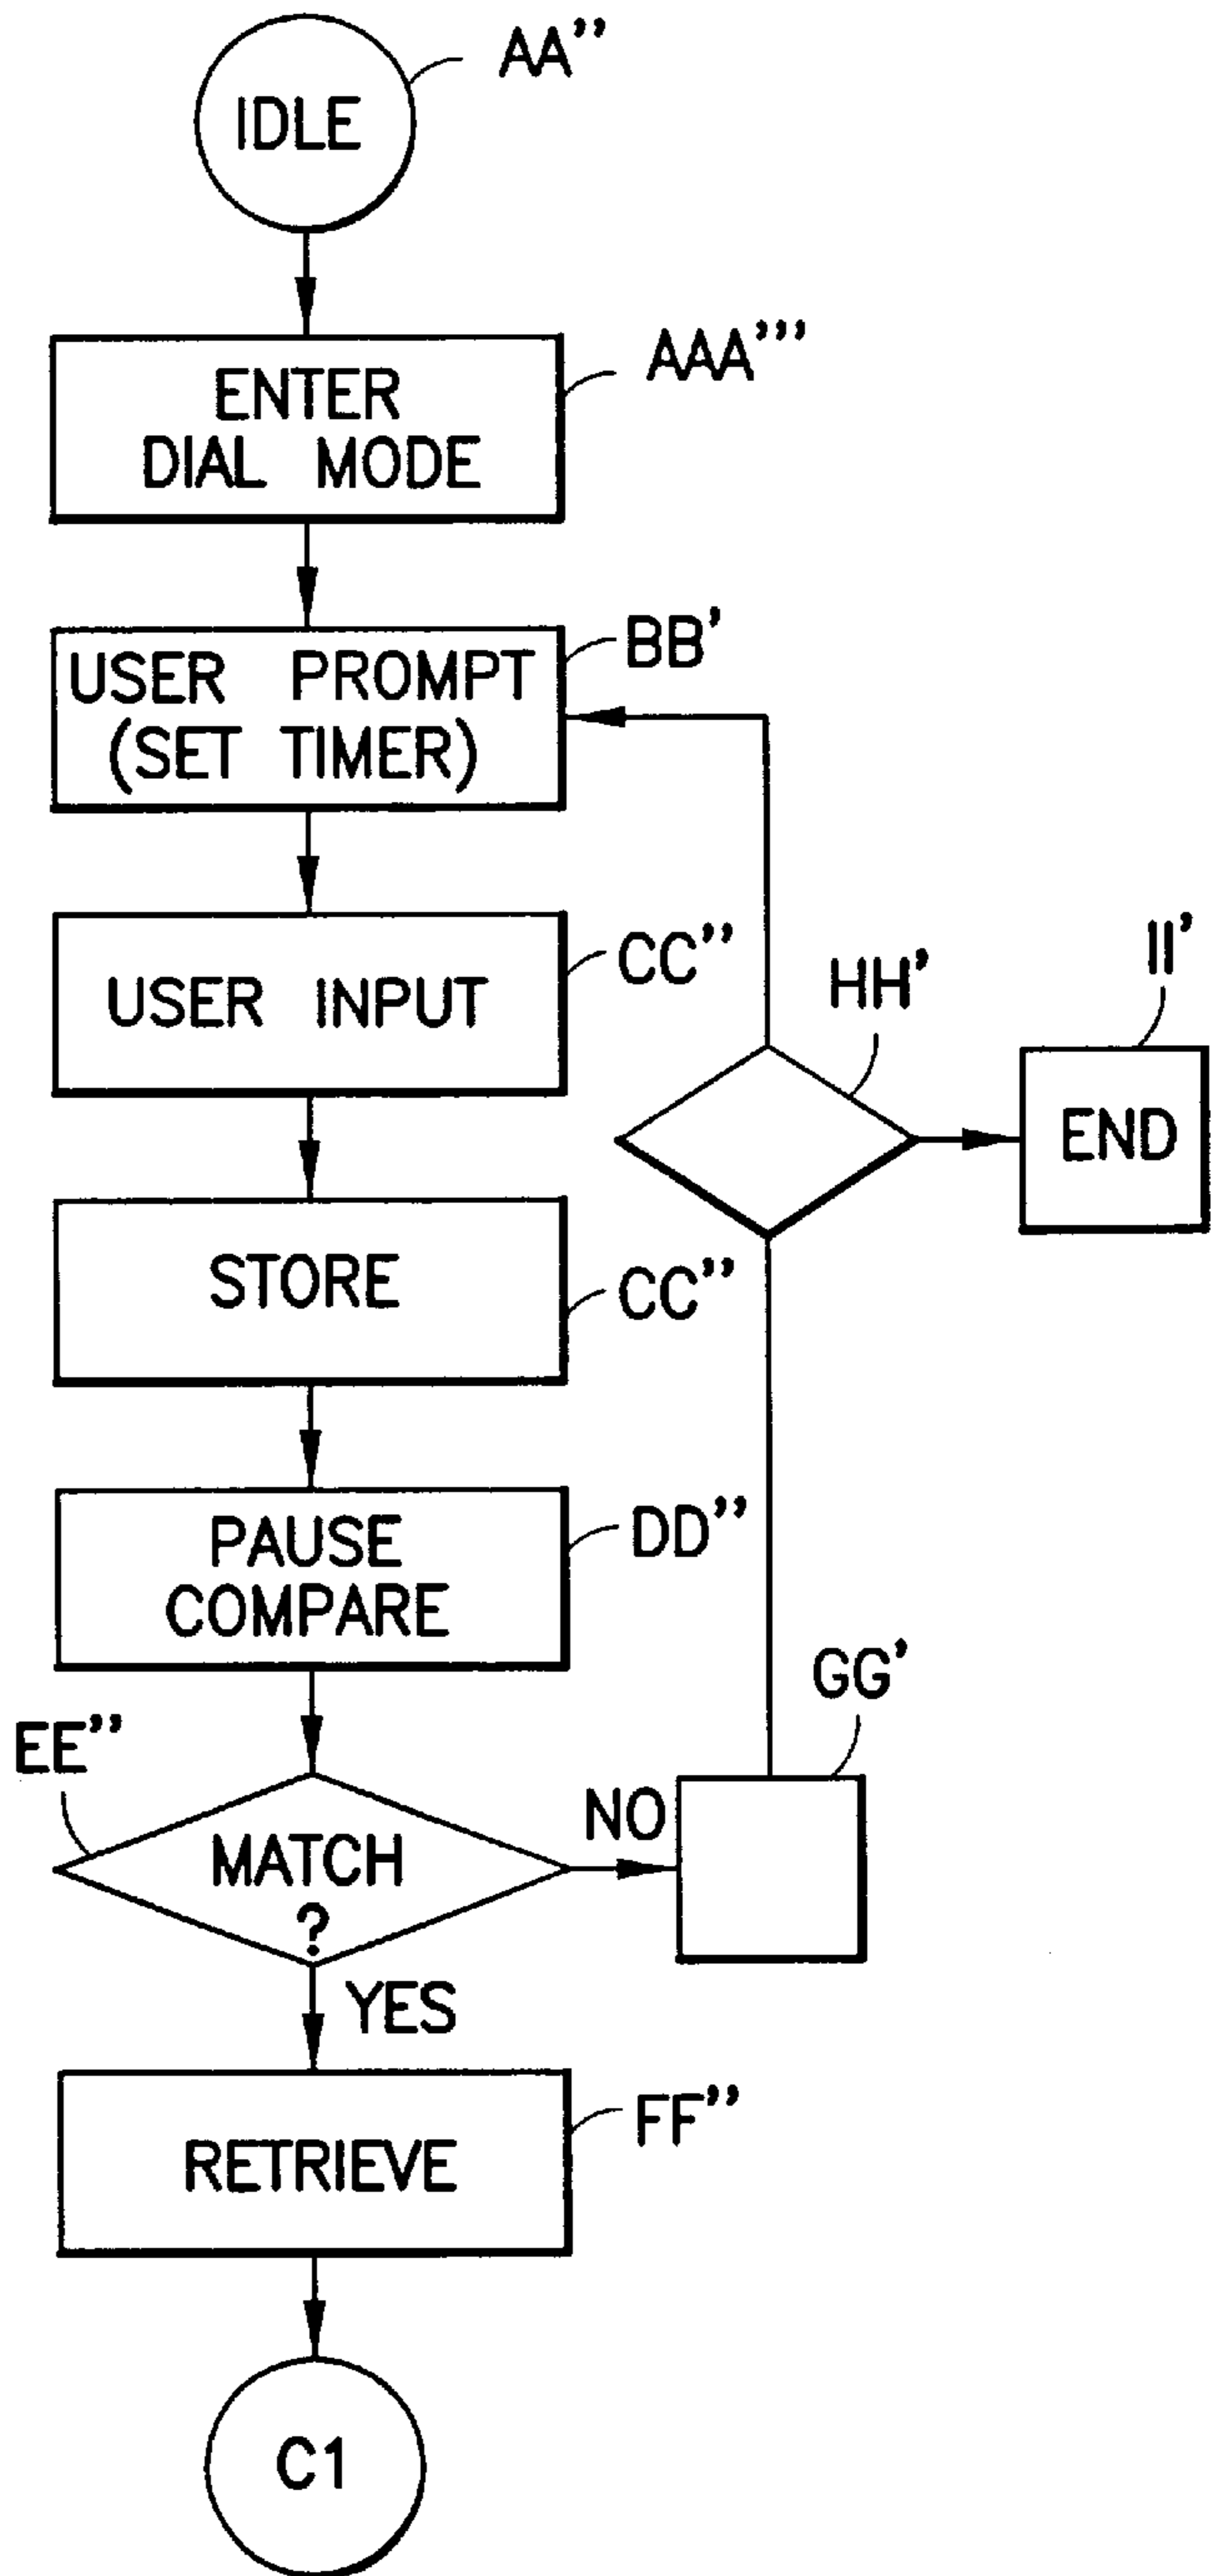 IDLE
AA"
ENTER
DIAL MODE
AAA'''
USER PROMPT
(SET TIMER)
BB'
USER INPUT
CC"
HH'
II'
END
STORE
CC"
PAUSE
COMPARE
DD"
GG'
EE"
MATCH
?
NO
YES
RETRIEVE
FF"
C1